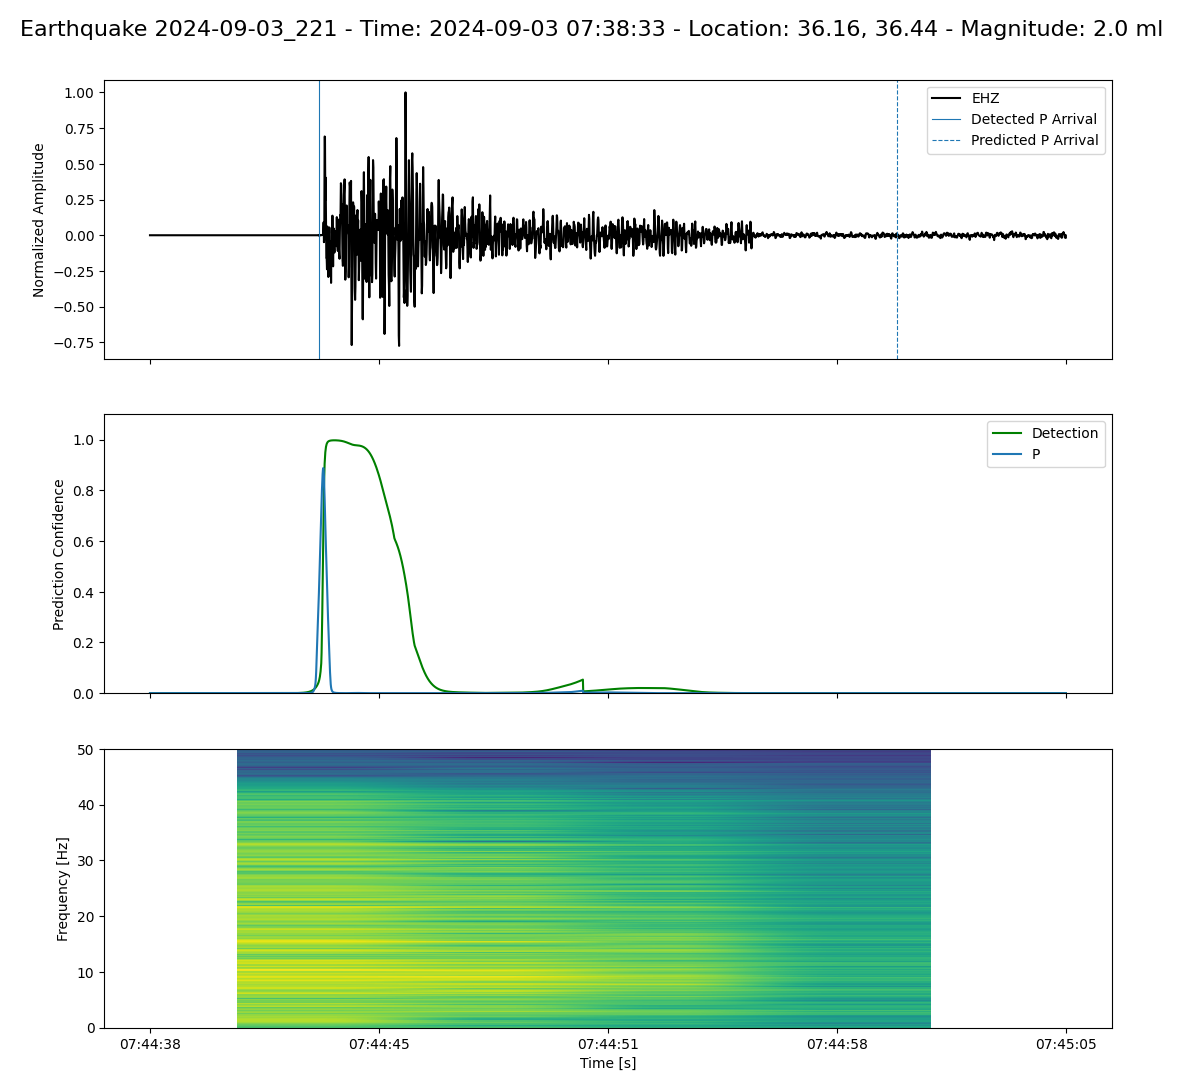 Earthquake 2024-09-03_221 - Time: 2024-09-03 07:38:33 - Location: 36.16, 36.44 - Magnitude: 2.0 ml
EHZ
Detected P Arrival
Predicted P Arrival
1.00
0.75
0.50
0.25
0.00
−0.25
−0.50
−0.75
Normalized Amplitude
Detection
P
1.0
0.8
0.6
0.4
0.2
0.0
Prediction Confidence
50
40
30
20
10
0
Frequency [Hz]
07:44:38
07:44:45
07:44:51
07:44:58
07:45:05
Time [s]